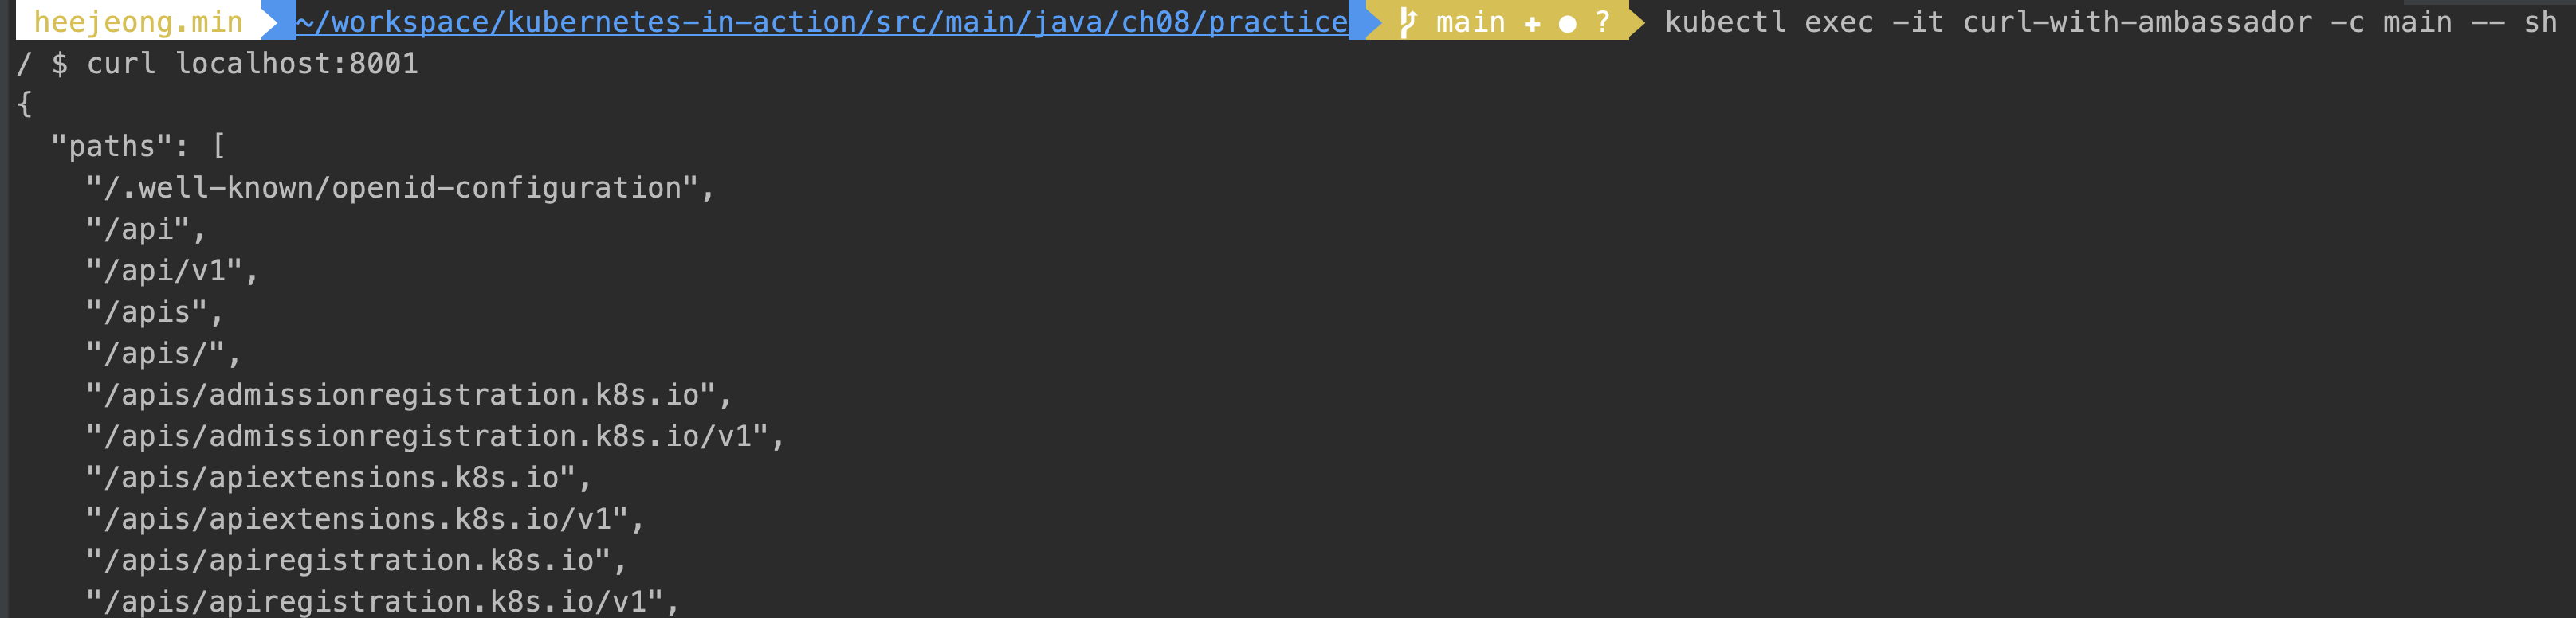 heejeong.min ~/workspace/kubernetes-in-action/src/main/java/ch08/practice main ✚ ● ? kubectl exec -it curl-with-ambassador -c main -- sh
/ $ curl localhost:8001
{
  "paths": [
    "/.well-known/openid-configuration",
    "/api",
    "/api/v1",
    "/apis",
    "/apis/",
    "/apis/admissionregistration.k8s.io",
    "/apis/admissionregistration.k8s.io/v1",
    "/apis/apiextensions.k8s.io",
    "/apis/apiextensions.k8s.io/v1",
    "/apis/apiregistration.k8s.io",
    "/apis/apiregistration.k8s.io/v1",